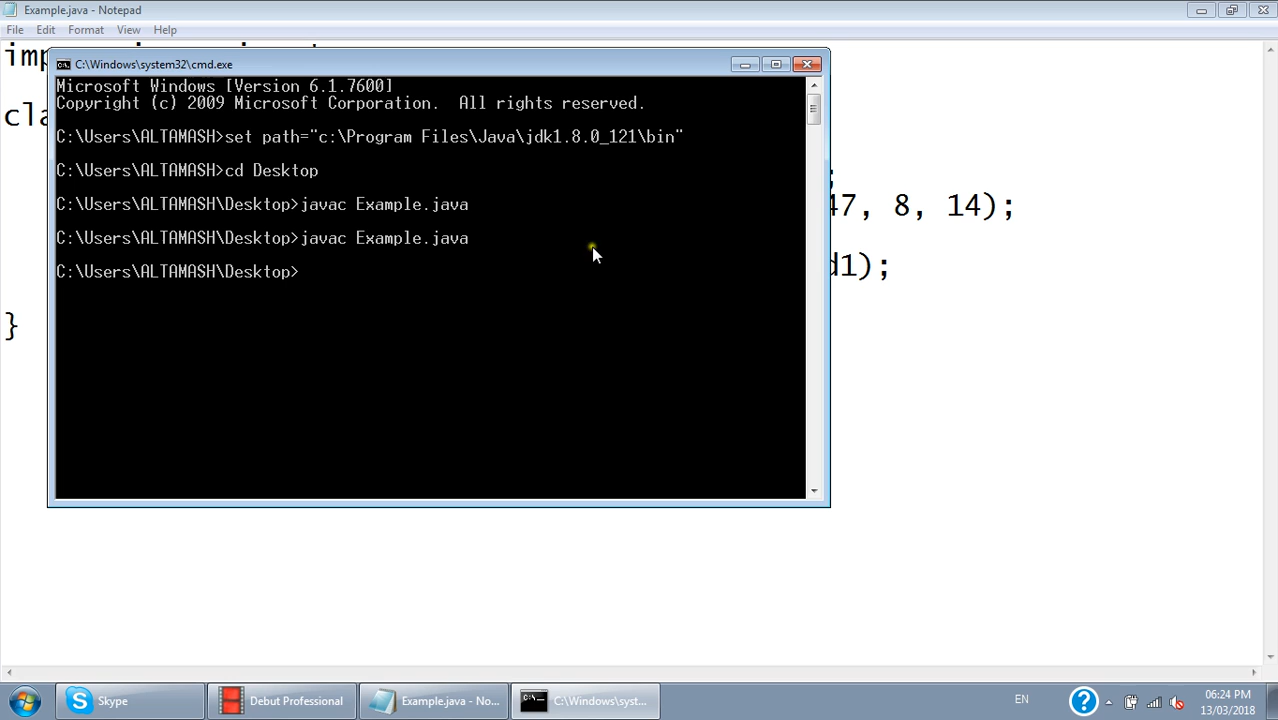 Example.java - Notepad
File Edit Format View Help
C:\Windows\system32\cmd.exe
Microsoft Windows [Version 6.1.7600]
Copyright (c) 2009 Microsoft Corporation.  All rights reserved.
C:\Users\ALTAMASH>set path="c:\Program Files\Java\jdk1.8.0_121\bin"
C:\Users\ALTAMASH>cd Desktop
C:\Users\ALTAMASH\Desktop>javac Example.java
C:\Users\ALTAMASH\Desktop>javac Example.java
C:\Users\ALTAMASH\Desktop>
cla
;
47, 8, 14);
d1);
}
Skype
Debut Professional
Example.java - No...
C:\Windows\syst...
EN
06:24 PM
13/03/2018